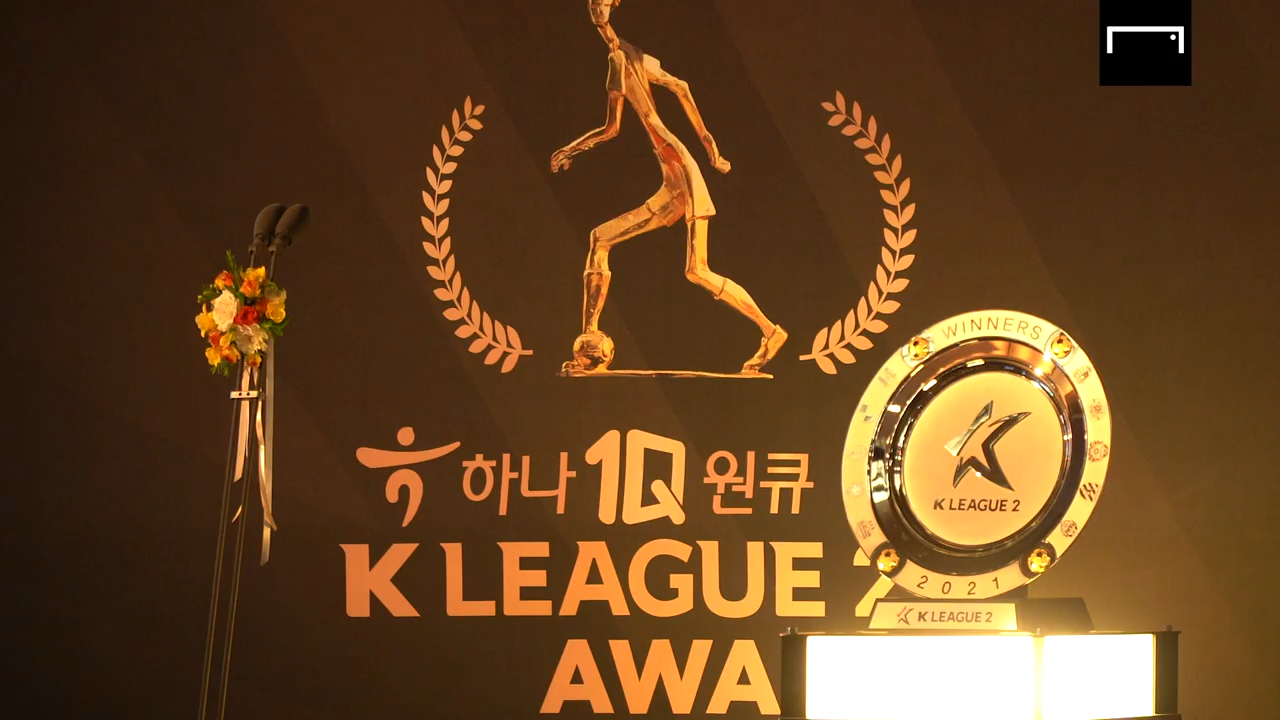 하나 1Q 원큐
K LEAGUE 2
AWA
WINNERS
K LEAGUE 2
2021
K LEAGUE 2